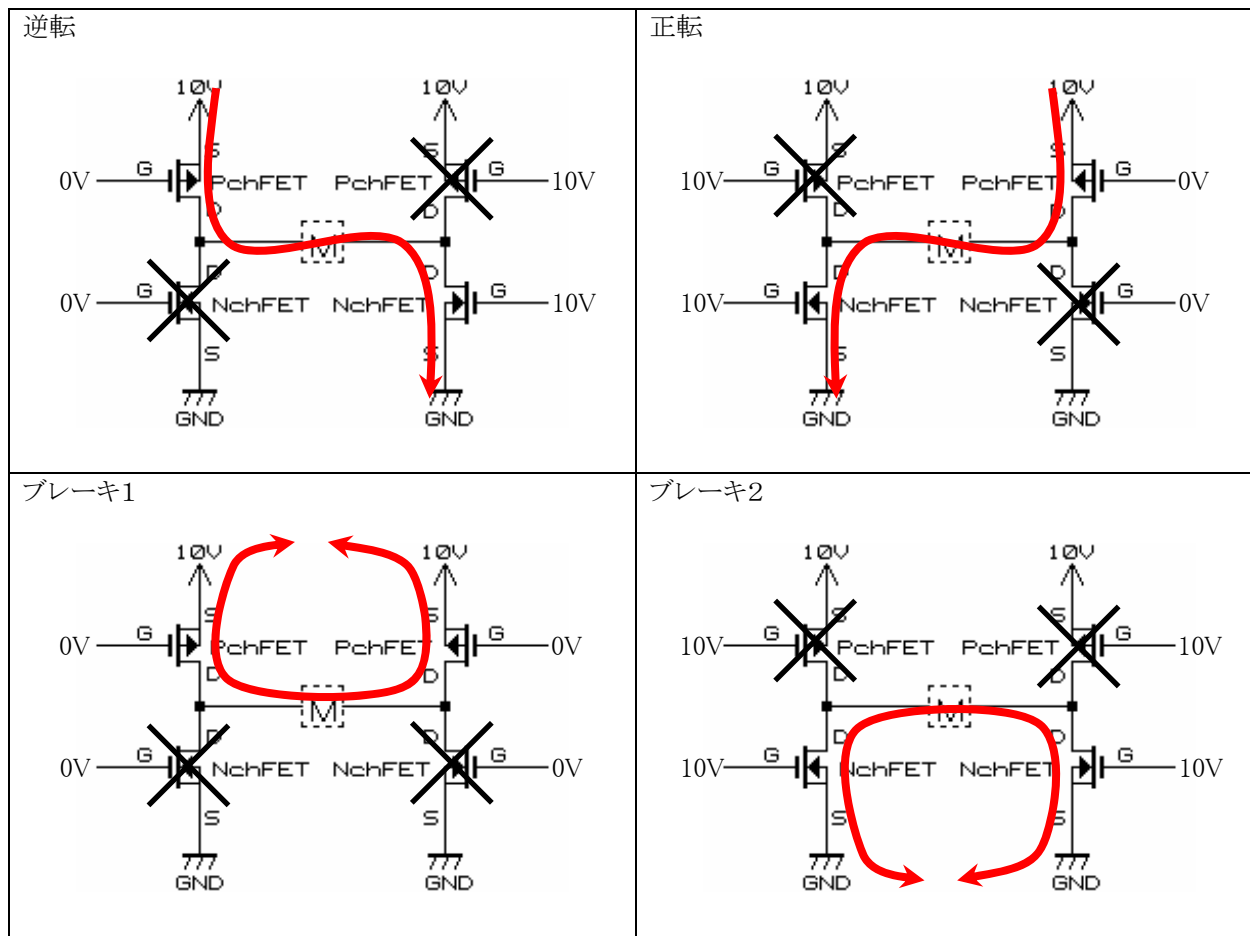 逆転
10V 10V
S S
0V G PchFET PchFET G 10V
D D
M
D D
0V G NchFET NchFET G 10V
S S
GND GND
正転
10V 10V
S S
10V G PchFET PchFET G 0V
D D
M
D D
10V G NchFET NchFET G 0V
S S
GND GND
ブレーキ1
10V 10V
S S
0V G PchFET PchFET G 0V
D D
M
D D
0V G NchFET NchFET G 0V
S S
GND GND
ブレーキ2
10V 10V
S S
10V G PchFET PchFET G 10V
D D
M
D D
10V G NchFET NchFET G 10V
S S
GND GND